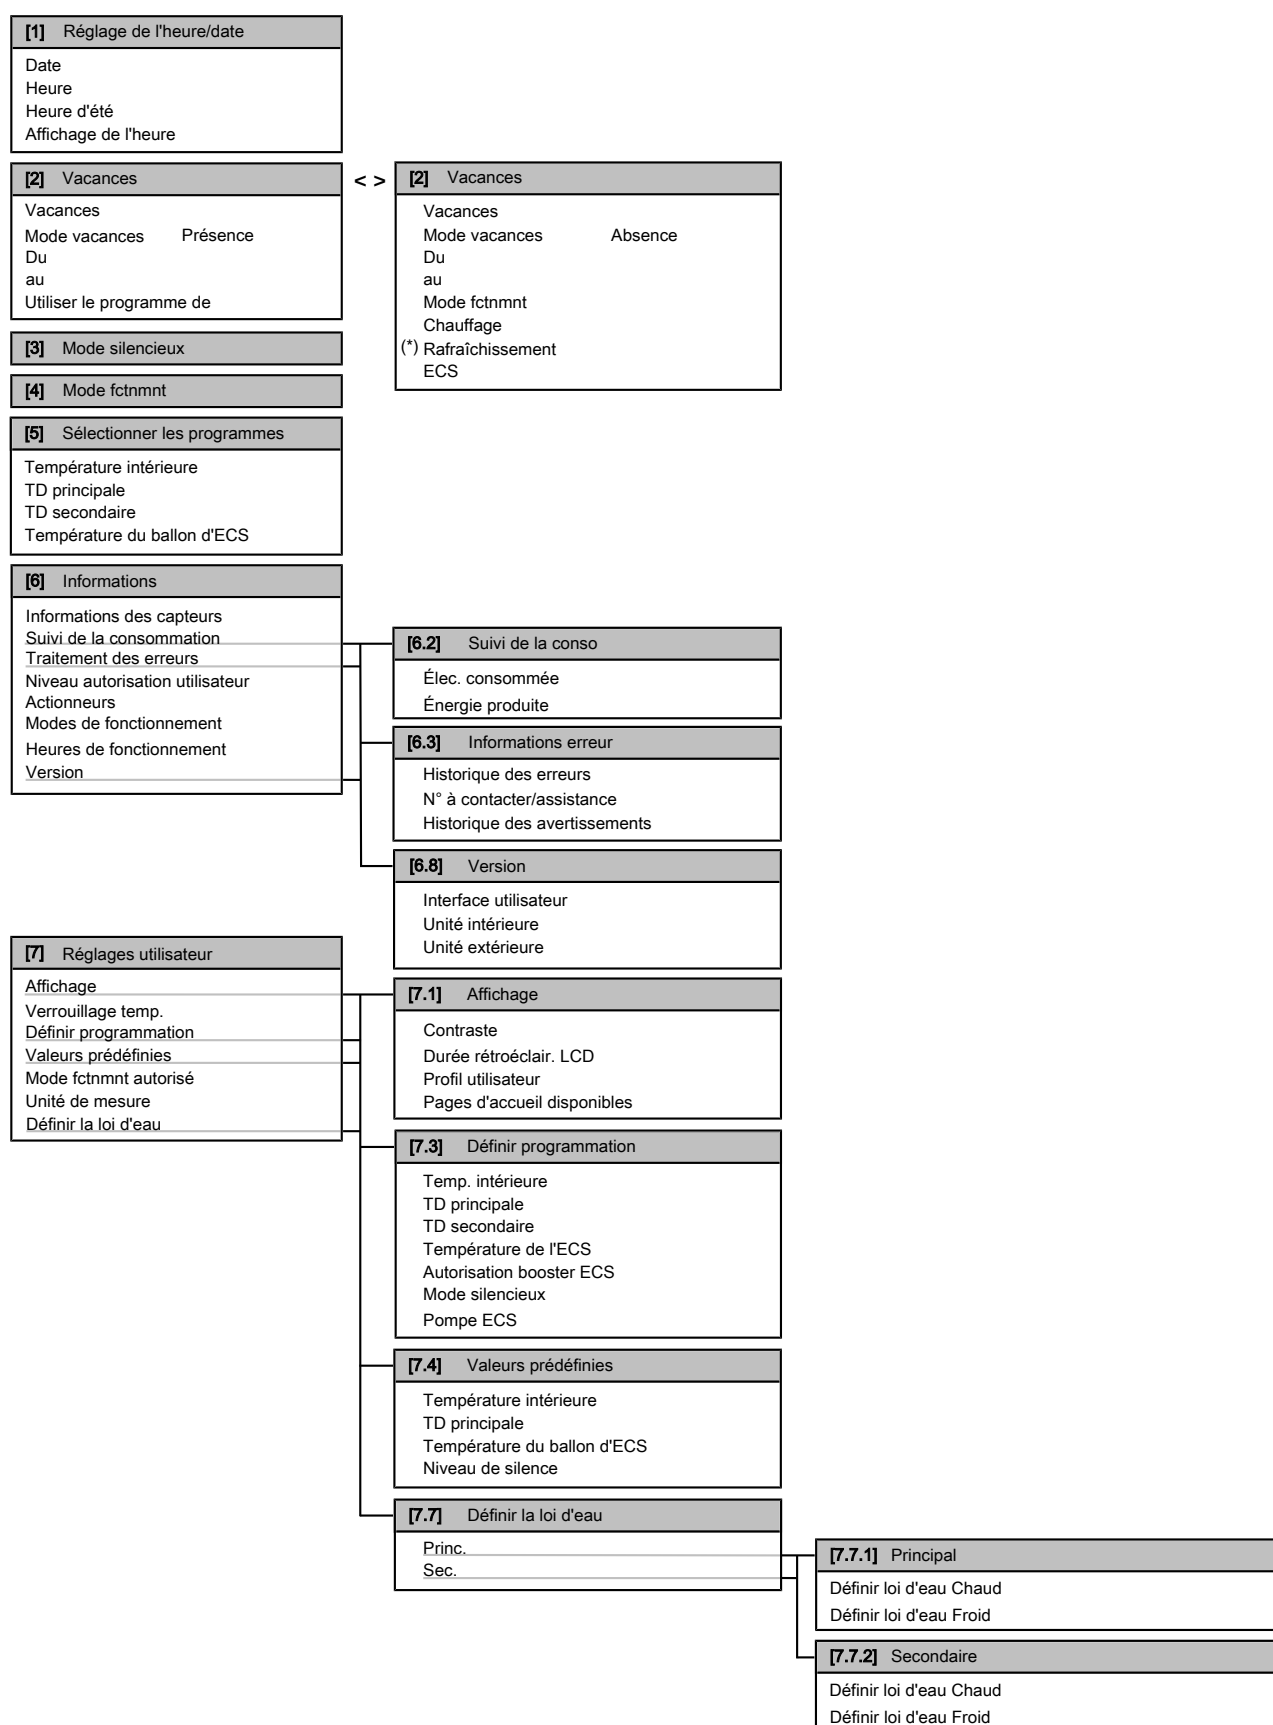 [1] Réglage de l'heure/date
Date
Heure
Heure d'été
Affichage de l'heure
[2] Vacances
Vacances
Mode vacances Présence
Du
au
Utiliser le programme de
< >
[2] Vacances
Vacances
Mode vacances Absence
Du
au
Mode fctnmnt
Chauffage
(*) Rafraîchissement
ECS
[3] Mode silencieux
[4] Mode fctnmnt
[5] Sélectionner les programmes
Température intérieure
TD principale
TD secondaire
Température du ballon d'ECS
[6] Informations
Informations des capteurs
Suivi de la consommation
Traitement des erreurs
Niveau autorisation utilisateur
Actionneurs
Modes de fonctionnement
Heures de fonctionnement
Version
[6.2] Suivi de la conso
Élec. consommée
Énergie produite
[6.3] Informations erreur
Historique des erreurs
N° à contacter/assistance
Historique des avertissements
[6.8] Version
Interface utilisateur
Unité intérieure
Unité extérieure
[7] Réglages utilisateur
Affichage
Verrouillage temp.
Définir programmation
Valeurs prédéfinies
Mode fctnmnt autorisé
Unité de mesure
Définir la loi d'eau
[7.1] Affichage
Contraste
Durée rétroéclair. LCD
Profil utilisateur
Pages d'accueil disponibles
[7.3] Définir programmation
Temp. intérieure
TD principale
TD secondaire
Température de l'ECS
Autorisation booster ECS
Mode silencieux
Pompe ECS
[7.4] Valeurs prédéfinies
Température intérieure
TD principale
Température du ballon d'ECS
Niveau de silence
[7.7] Définir la loi d'eau
Princ.
Sec.
[7.7.1] Principal
Définir loi d'eau Chaud
Définir loi d'eau Froid
[7.7.2] Secondaire
Définir loi d'eau Chaud
Définir loi d'eau Froid